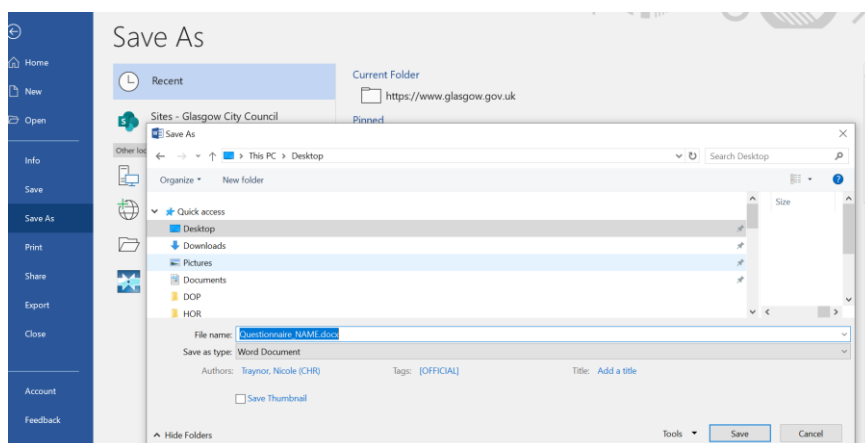 Save As
Home
New
Open
Info
Save
Save As
Print
Share
Export
Close
Account
Feedback
Recent
Sites - Glasgow City Council
Other loc
Current Folder
https://www.glasgow.gov.uk
Pinned
Save As
This PC > Desktop
Search Desktop
Organize
New folder
Quick access
Desktop
Downloads
Pictures
Documents
DOP
HOR
Size
File name: Questionnaire_NAME.docx
Save as type: Word Document
Authors: Traynor, Nicole (CHR) Tags: [OFFICIAL] Title: Add a title
Save Thumbnail
Hide Folders
Tools Save Cancel